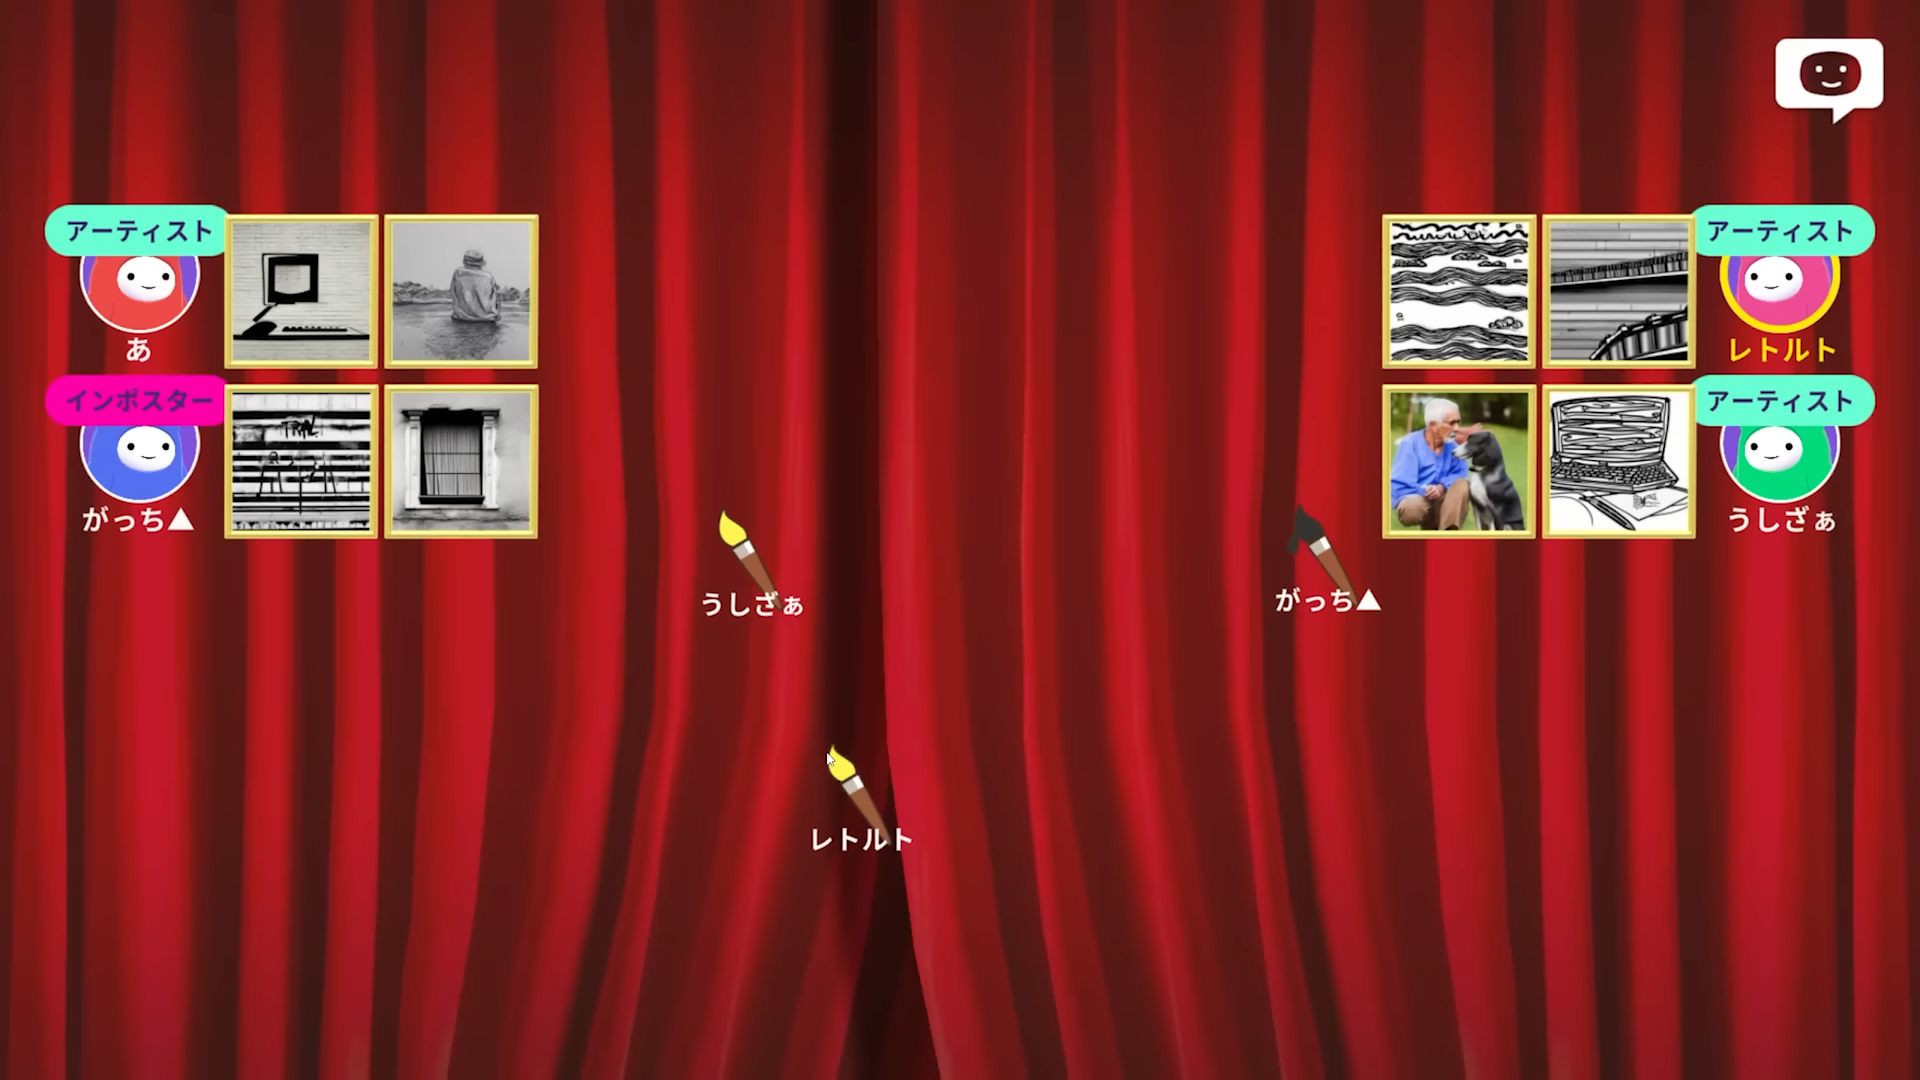 アーティスト
あ
インポスター
がっち▲
アーティスト
レトルト
アーティスト
うしざぁ
うしざぁ
がっち▲
レトルト